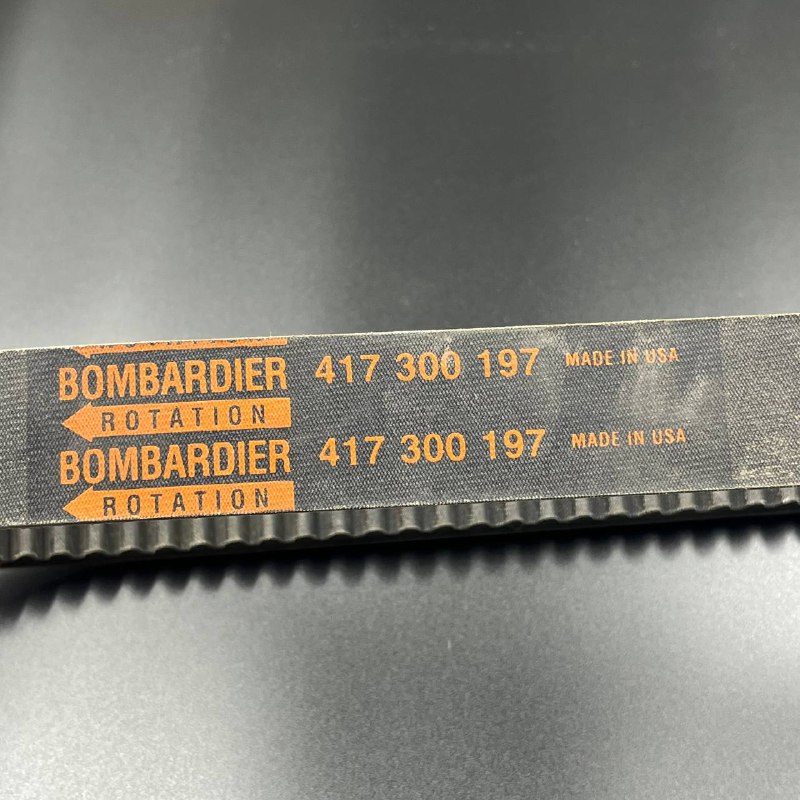 BOMBARDIER 417 300 197 MADE IN USA
ROTATION
BOMBARDIER 417 300 197 MADE IN USA
ROTATION